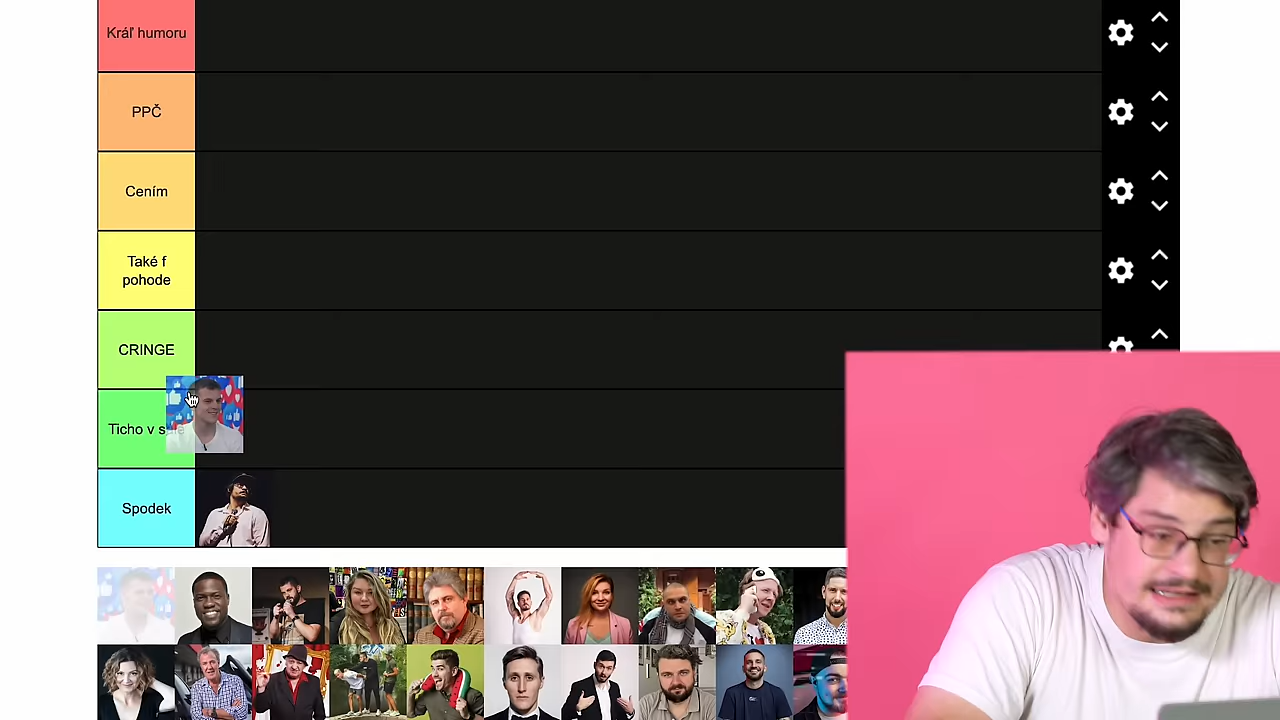 Kráľ humoru
PPČ
Cením
Také f
pohode
CRINGE
Ticho v
Spodek